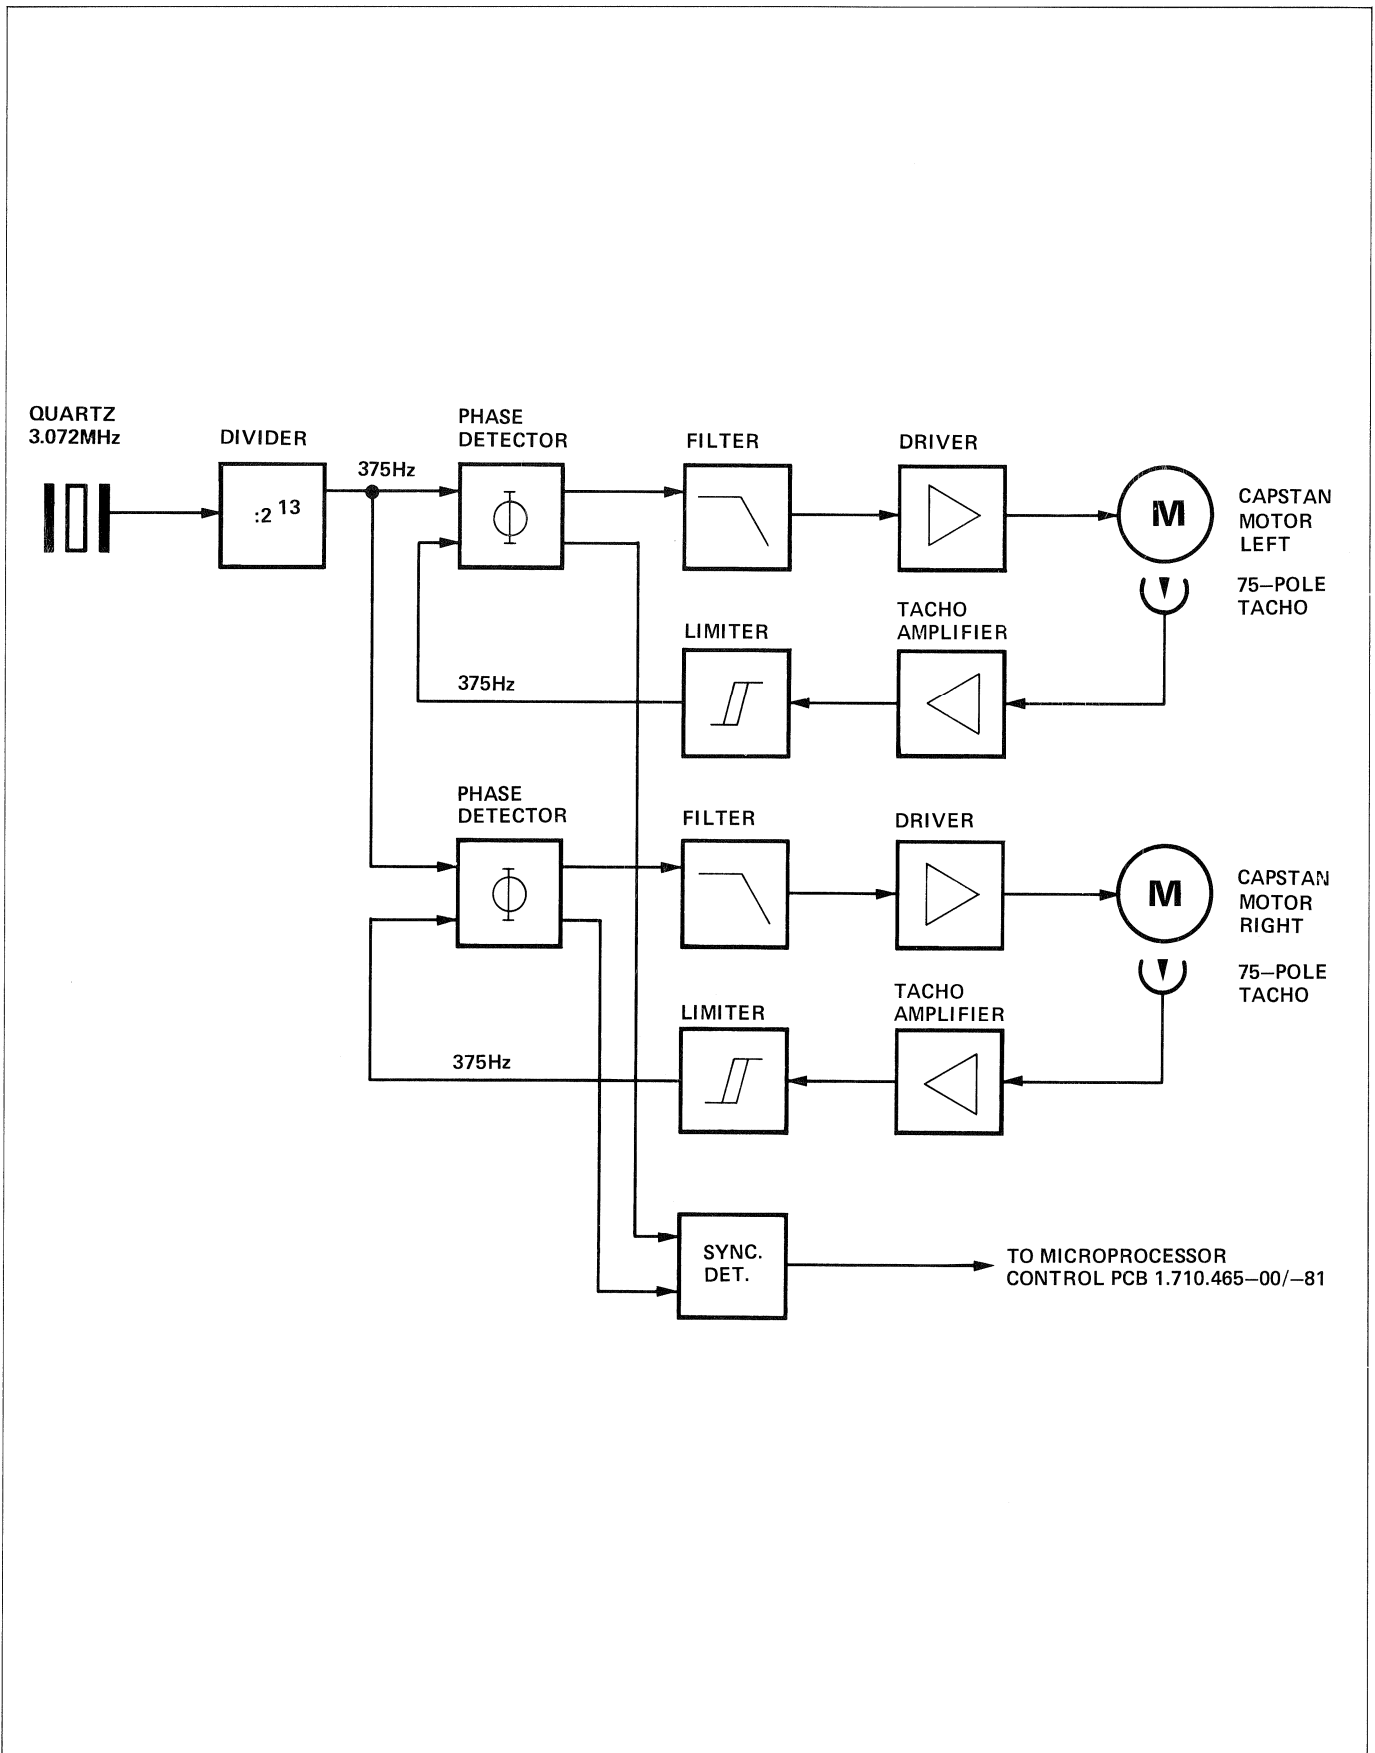 QUARTZ
3.072MHz
DIVIDER
:2 13
375Hz
PHASE
DETECTOR
FILTER
DRIVER
M
CAPSTAN
MOTOR
LEFT
75–POLE
TACHO
TACHO
AMPLIFIER
LIMITER
375Hz
PHASE
DETECTOR
FILTER
DRIVER
M
CAPSTAN
MOTOR
RIGHT
75–POLE
TACHO
TACHO
AMPLIFIER
LIMITER
375Hz
SYNC.
DET.
TO MICROPROCESSOR
CONTROL PCB 1.710.465–00/–81